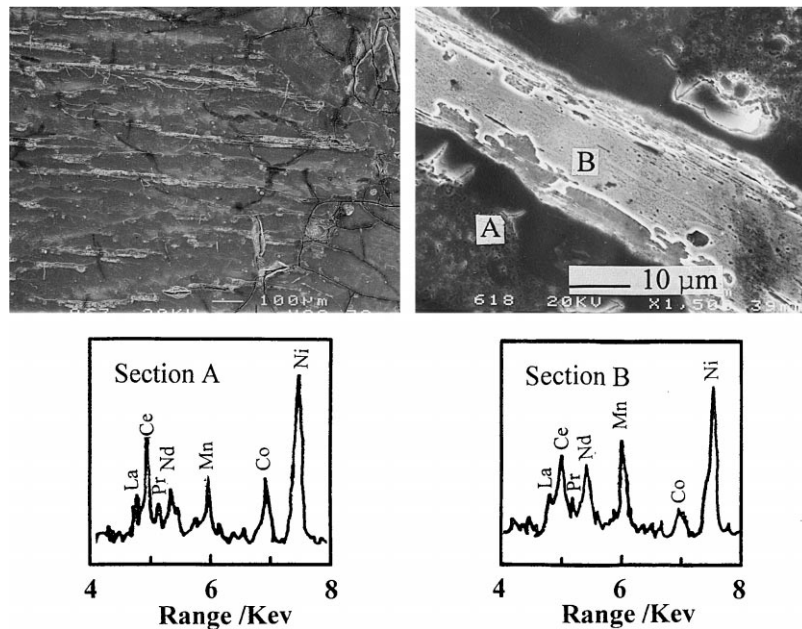 100μm
B
A
10 μm
618 20KV X1,500 39mm
Section A
La
Ce
Pr
Nd
Mn
Co
Ni
4 6 8
Range /Kev
Section B
La
Ce
Pr
Nd
Mn
Co
Ni
4 6 8
Range /Kev